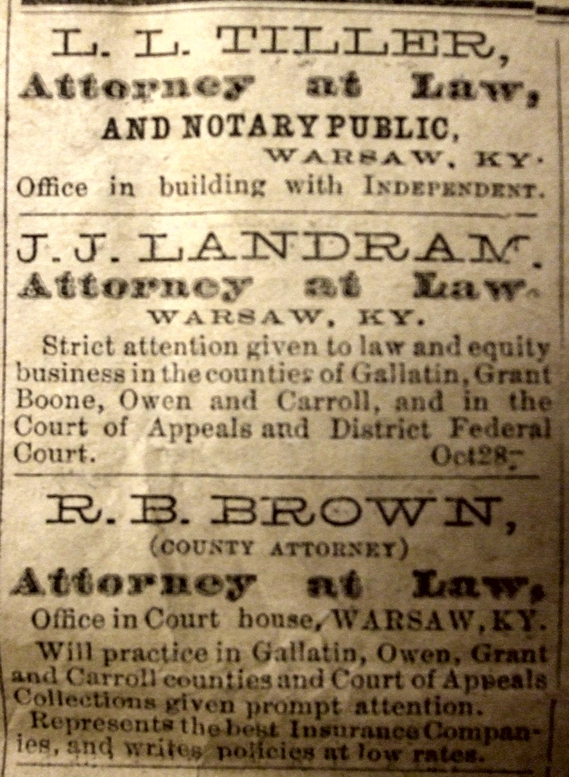 L. L. TILLER,
Attorney at Law,
AND NOTARY PUBLIC,
WARSAW, KY.
Office in building with INDEPENDENT.
J. J. LANDRAM.
Attorney at Law.
WARSAW, KY.
Strict attention given to law and equity
business in the counties of Gallatin, Grant
Boone, Owen and Carroll, and in the
Court of Appeals and District Federal
Court. Oct28-
R. B. BROWN,
(COUNTY ATTORNEY)
Attorney at Law,
Office in Court house, WARSAW, KY.
Will practice in Gallatin, Owen, Grant
and Carroll counties and Court of Appeals
Collections given prompt attention.
Represents the best Insurance Compan-
ies, and writes policies at low rates.